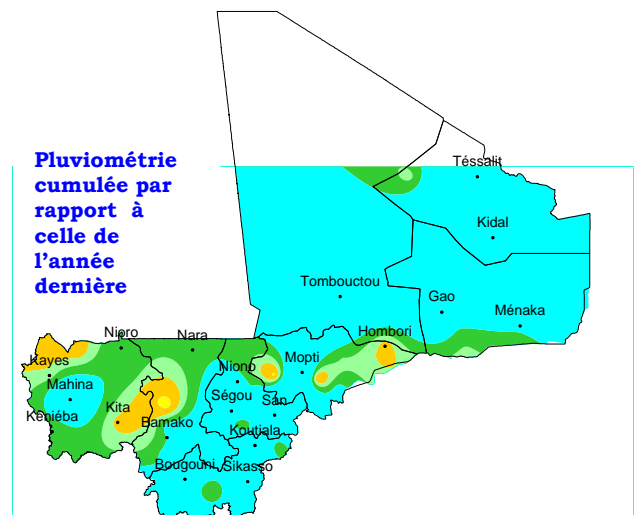 Pluviométrie
cumulée par
rapport à
celle de
l'année
dernière
Téssalit
Kidal
Tombouctou
Gao
Ménaka
Hombori
Nioro
Nara
Kayes
Niono
Mopti
Mahina
Ségou
San
Kéniéba
Kita
Bamako
Koutiala
Bougouni
Sikasso